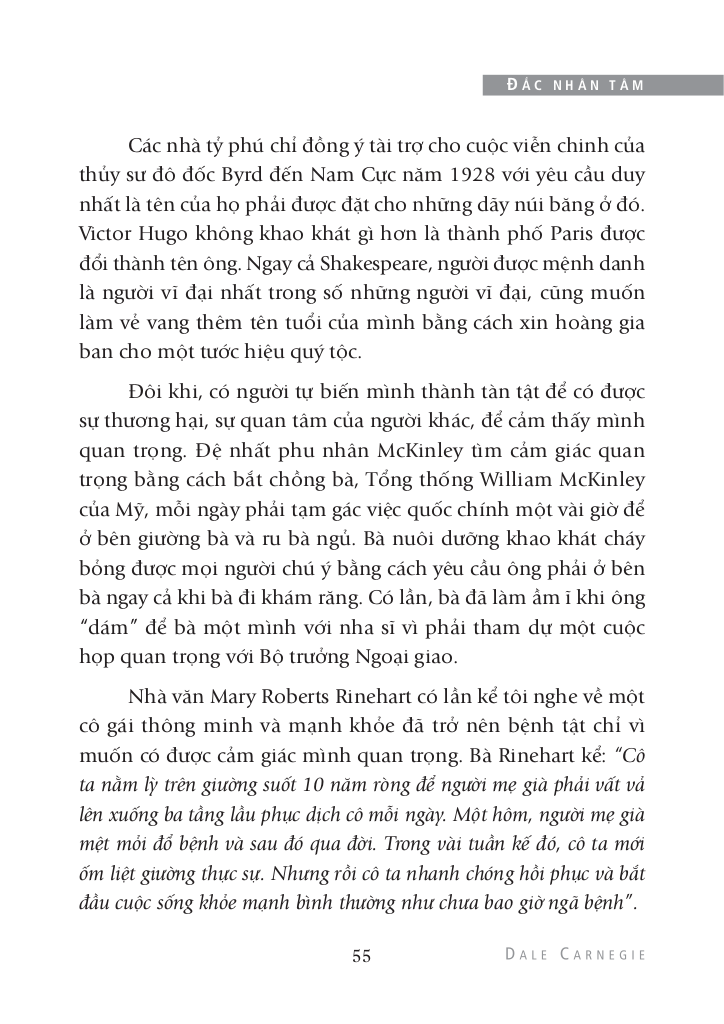 ĐẮC NHÂN TÂM
Các nhà tỷ phú chỉ đồng ý tài trợ cho cuộc viễn chinh của
thủy sư đô đốc Byrd đến Nam Cực năm 1928 với yêu cầu duy
nhất là tên của họ phải được đặt cho những dãy núi băng ở đó.
Victor Hugo không khao khát gì hơn là thành phố Paris được
đổi thành tên ông. Ngay cả Shakespeare, người được mệnh danh
là người vĩ đại nhất trong số những người vĩ đại, cũng muốn
làm vẻ vang thêm tên tuổi của mình bằng cách xin hoàng gia
ban cho một tước hiệu quý tộc.
Đôi khi, có người tự biến mình thành tàn tật để có được
sự thương hại, sự quan tâm của người khác, để cảm thấy mình
quan trọng. Đệ nhất phu nhân McKinley tìm cảm giác quan
trọng bằng cách bắt chồng bà, Tổng thống William McKinley
của Mỹ, mỗi ngày phải tạm gác việc quốc chính một vài giờ để
ở bên giường bà và ru bà ngủ. Bà nuôi dưỡng khao khát cháy
bỏng được mọi người chú ý bằng cách yêu cầu ông phải ở bên
bà ngay cả khi bà đi khám răng. Có lần, bà đã làm ầm ĩ khi ông
“dám” để bà một mình với nha sĩ vì phải tham dự một cuộc
họp quan trọng với Bộ trưởng Ngoại giao.
Nhà văn Mary Roberts Rinehart có lần kể tôi nghe về một
cô gái thông minh và mạnh khỏe đã trở nên bệnh tật chỉ vì
muốn có được cảm giác mình quan trọng. Bà Rinehart kể: “Cô
ta nằm lỳ trên giường suốt 10 năm ròng để người mẹ già phải vất vả
lên xuống ba tầng lầu phục dịch cô mỗi ngày. Một hôm, người mẹ già
mệt mỏi đổ bệnh và sau đó qua đời. Trong vài tuần kế đó, cô ta mới
ốm liệt giường thực sự. Nhưng rồi cô ta nhanh chóng hồi phục và bắt
đầu cuộc sống khỏe mạnh bình thường như chưa bao giờ ngã bệnh”.
55
DALE CARNEGIE